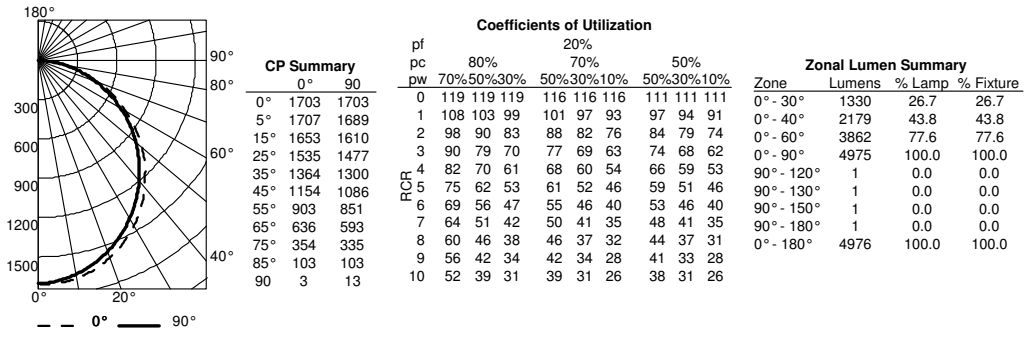 180°
90°
80°
300
600
60°
900
1200
40°
1500
0° 20°
0° 90°
CP Summary
0° 90
0° 1703 1703
5° 1707 1689
15° 1653 1610
25° 1535 1477
35° 1364 1300
45° 1154 1086
55° 903 851
65° 636 593
75° 354 335
85° 103 103
90 3 13
Coefficients of Utilization
pf 20%
pc 80% 70% 50%
pw 70%50%30% 50%30%10% 50%30%10%
RCR
0 119 119 119 116 116 116 111 111 111
1 108 103 99 101 97 93 97 94 91
2 98 90 83 88 82 76 84 79 74
3 90 79 70 77 69 63 74 68 62
4 82 70 61 68 60 54 66 59 53
5 75 62 53 61 52 46 59 51 46
6 69 56 47 55 46 40 53 46 40
7 64 51 42 50 41 35 48 41 35
8 60 46 38 46 37 32 44 37 31
9 56 42 34 42 34 28 41 33 28
10 52 39 31 39 31 26 38 31 26
Zonal Lumen Summary
Zone Lumens % Lamp % Fixture
0° - 30° 1330 26.7 26.7
0° - 40° 2179 43.8 43.8
0° - 60° 3862 77.6 77.6
0° - 90° 4975 100.0 100.0
90° - 120° 1 0.0 0.0
90° - 130° 1 0.0 0.0
90° - 150° 1 0.0 0.0
90° - 180° 1 0.0 0.0
0° - 180° 4976 100.0 100.0